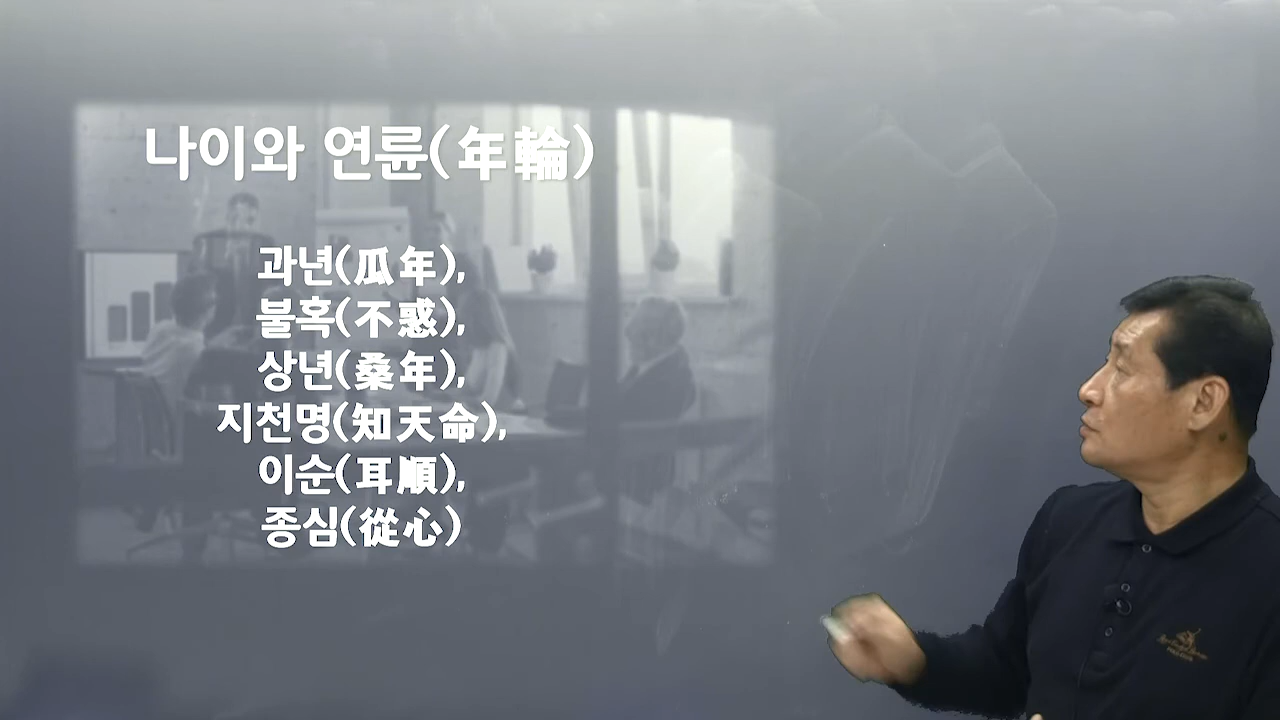 나이와 연륜(年輪)
과년(瓜年),
불혹(不惑),
상년(桑年),
지천명(知天命),
이순(耳順),
종심(從心)